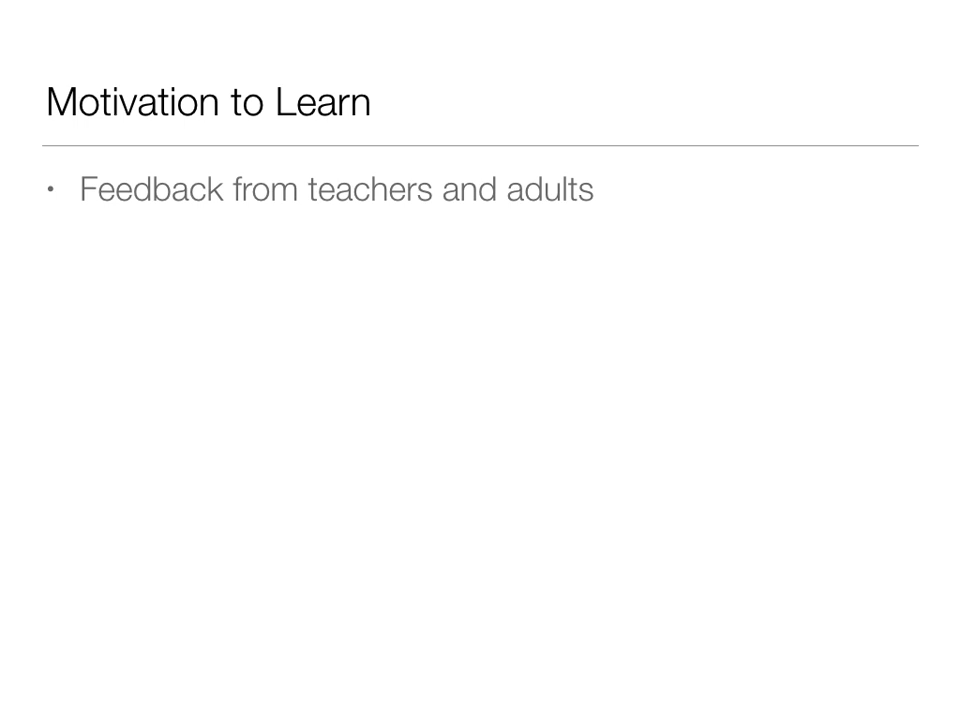 Motivation to Learn
• Feedback from teachers and adults